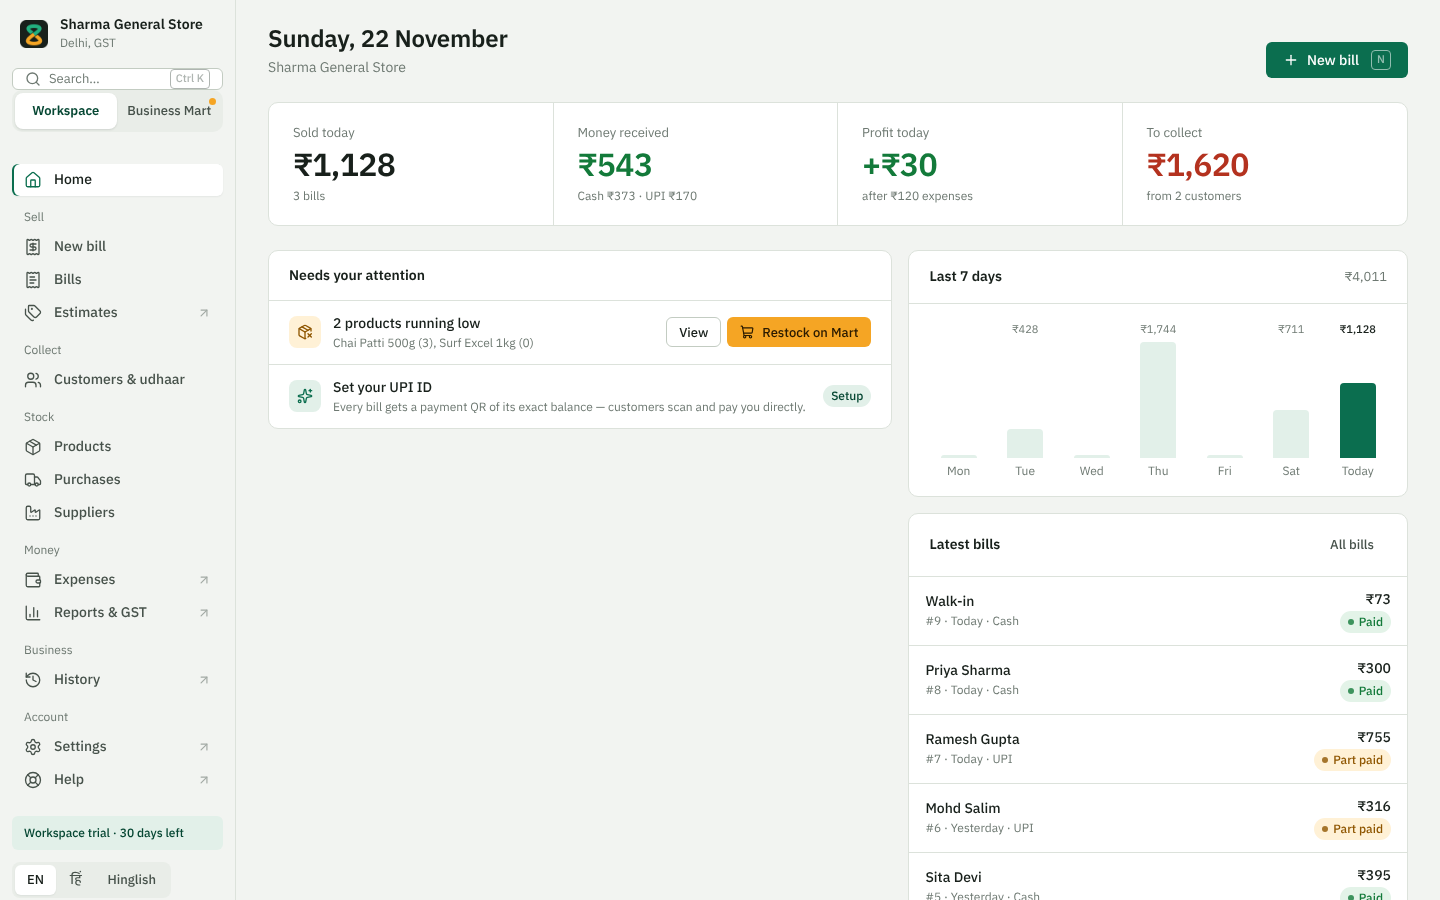 Sharma General Store
Delhi, GST
Search...
Ctrl K
Workspace
Business Mart
Home
Sell
New bill
Bills
Estimates
Collect
Customers & udhaar
Stock
Products
Purchases
Suppliers
Money
Expenses
Reports & GST
Business
History
Account
Settings
Help
Workspace trial · 30 days left
EN
हिं
Hinglish
Sunday, 22 November
Sharma General Store
New bill N
Sold today
₹1,128
3 bills
Money received
₹543
Cash ₹373 · UPI ₹170
Profit today
+₹30
after ₹120 expenses
To collect
₹1,620
from 2 customers
Needs your attention
2 products running low
Chai Patti 500g (3), Surf Excel 1kg (0)
View
Restock on Mart
Set your UPI ID
Every bill gets a payment QR of its exact balance — customers scan and pay you directly.
Setup
Last 7 days
₹4,011
₹428
₹1,744
₹711
₹1,128
Mon
Tue
Wed
Thu
Fri
Sat
Today
Latest bills
All bills
Walk-in
₹73
#9 · Today · Cash
Paid
Priya Sharma
₹300
#8 · Today · Cash
Paid
Ramesh Gupta
₹755
#7 · Today · UPI
Part paid
Mohd Salim
₹316
#6 · Yesterday · UPI
Part paid
Sita Devi
₹395
#5 · Yesterday · Cash
Paid